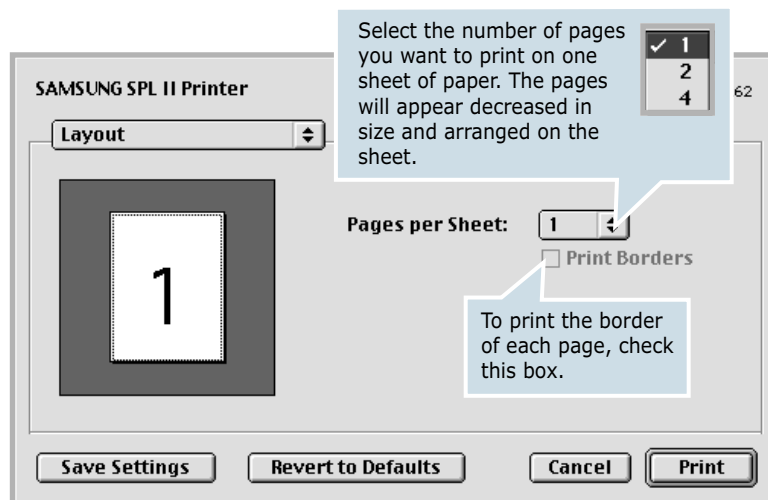 Select the number of pages
you want to print on one
sheet of paper. The pages
will appear decreased in
size and arranged on the
sheet.
✓ 1
2
4
SAMSUNG SPL II Printer
62
Layout
1
Pages per Sheet: 1
Print Borders
To print the border
of each page, check
this box.
Save Settings Revert to Defaults Cancel Print